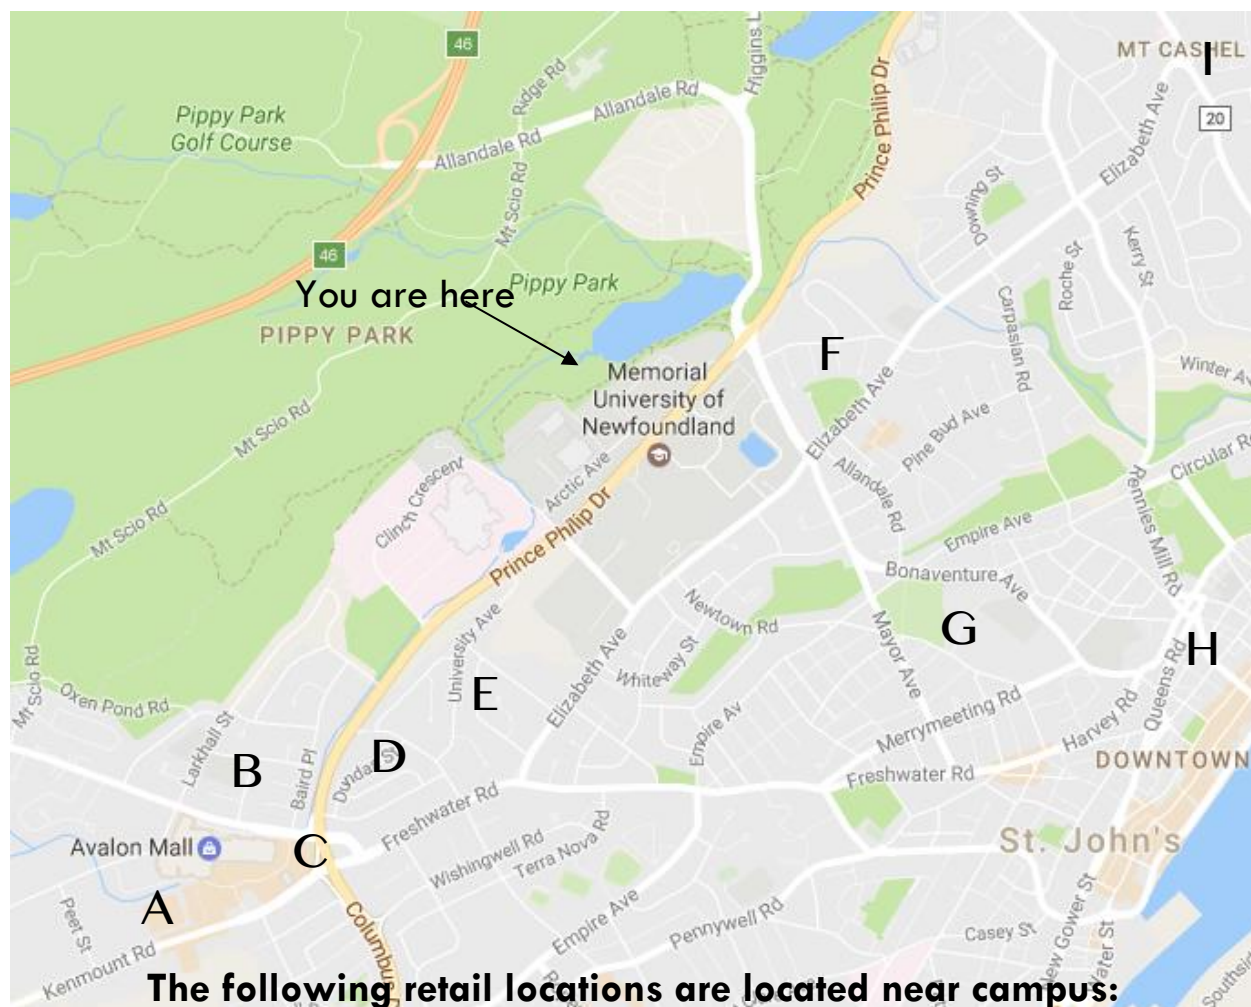 46
MT CASHEL
I
20
Higgins L
Prince Philip Dr
Ridge Rd
Allandale Rd
Pippy Park
Golf Course
Allandale Rd
Mt Scio Rd
Elizabeth Ave
Downing St
Kerry St
Roche St
46
Pippy Park
You are here
PIPPY PARK
Carpasian Rd
F
Winter Av
Memorial
University of
Newfoundland
Elizabeth Ave
Pine Bud Ave
Mt Scio Rd
Allandale Rd
Circular R
Rennies Mill Rd
Clinch Crescent
Arctic Ave
Prince Philip Dr
Empire Ave
Mt Scio Rd
Bonaventure Ave
Newtown Rd
G
Mayor Ave
University Ave
Whiteway St
H
Queens Rd
Mt Scio Rd
Oxen Pond Rd
E
Elizabeth Ave
Empire Av
Merrymeeting Rd
Harvey Rd
Larkhall St
B
Baird Pl
D
Dundas St
Freshwater Rd
DOWNTOWN
Freshwater Rd
Avalon Mall
C
Wishingwell Rd
Terra Nova Rd
St. John's
A
Peet St
Kenmount Rd
Columbus D
Empire Ave
Pennywell Rd
Casey St
New Gower St
Water St
Southsid
The following retail locations are located near campus: